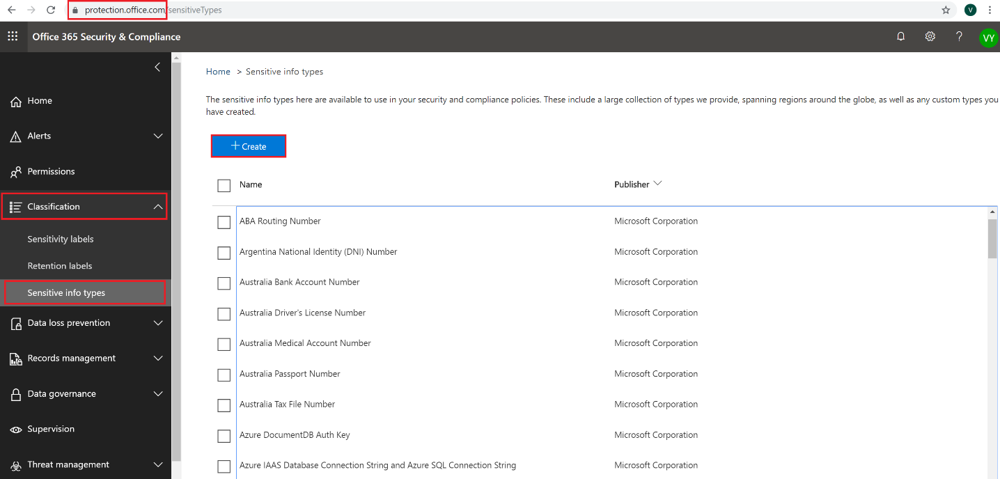 protection.office.com/sensitiveTypes
V
Office 365 Security & Compliance
?
VY
Home
Alerts
Permissions
Classification
Sensitivity labels
Retention labels
Sensitive info types
Data loss prevention
Records management
Data governance
Supervision
Threat management
Home > Sensitive info types
The sensitive info types here are available to use in your security and compliance policies. These include a large collection of types we provide, spanning regions around the globe, as well as any custom types you
have created.
+ Create
Name Publisher
ABA Routing Number Microsoft Corporation
Argentina National Identity (DNI) Number Microsoft Corporation
Australia Bank Account Number Microsoft Corporation
Australia Driver's License Number Microsoft Corporation
Australia Medical Account Number Microsoft Corporation
Australia Passport Number Microsoft Corporation
Australia Tax File Number Microsoft Corporation
Azure DocumentDB Auth Key Microsoft Corporation
Azure IAAS Database Connection String and Azure SQL Connection String Microsoft Corporation